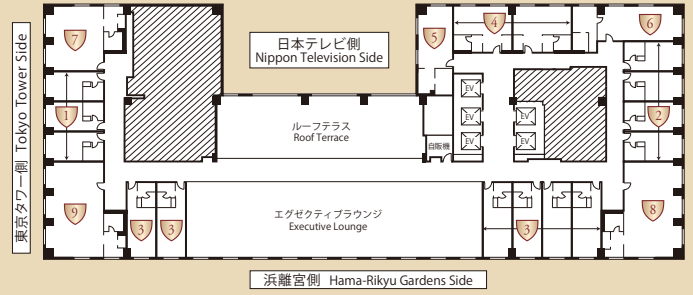 日本テレビ側
Nippon Television Side
東京タワー側 Tokyo Tower Side
7
5
4
6
EV
EV
EV
EV
EV
1
2
ルーフテラス
Roof Terrace
自販機
9
3
3
エグゼクティブラウンジ
Executive Lounge
3
8
浜離宮側 Hama-Rikyu Gardens Side